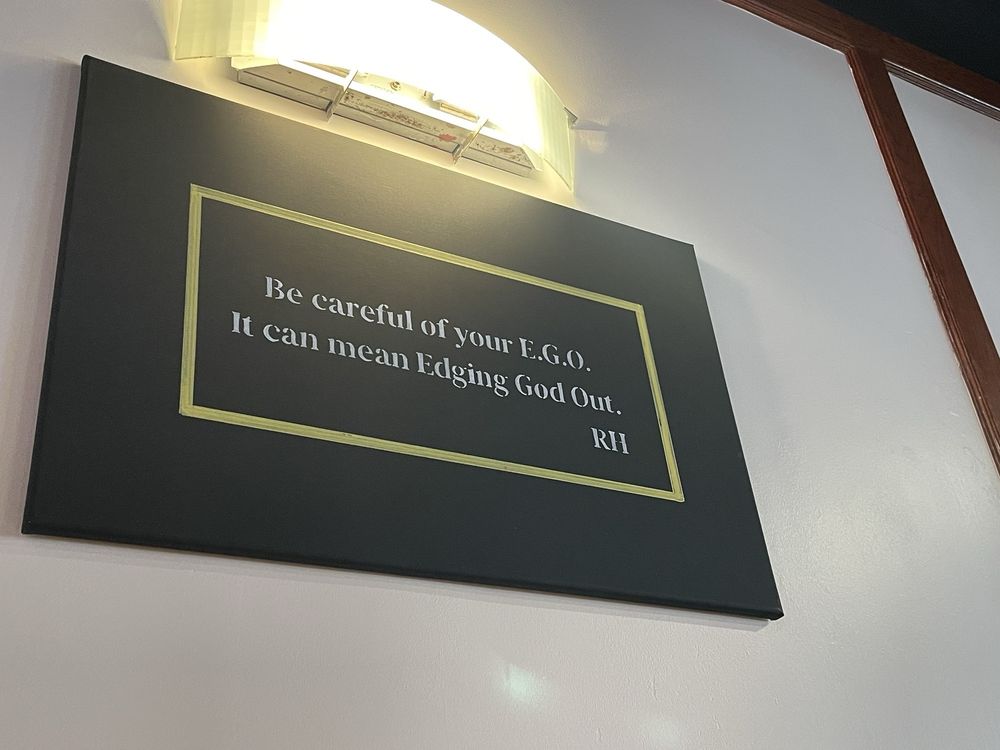 Be careful of your E.G.O.
It can mean Edging God Out.
RH